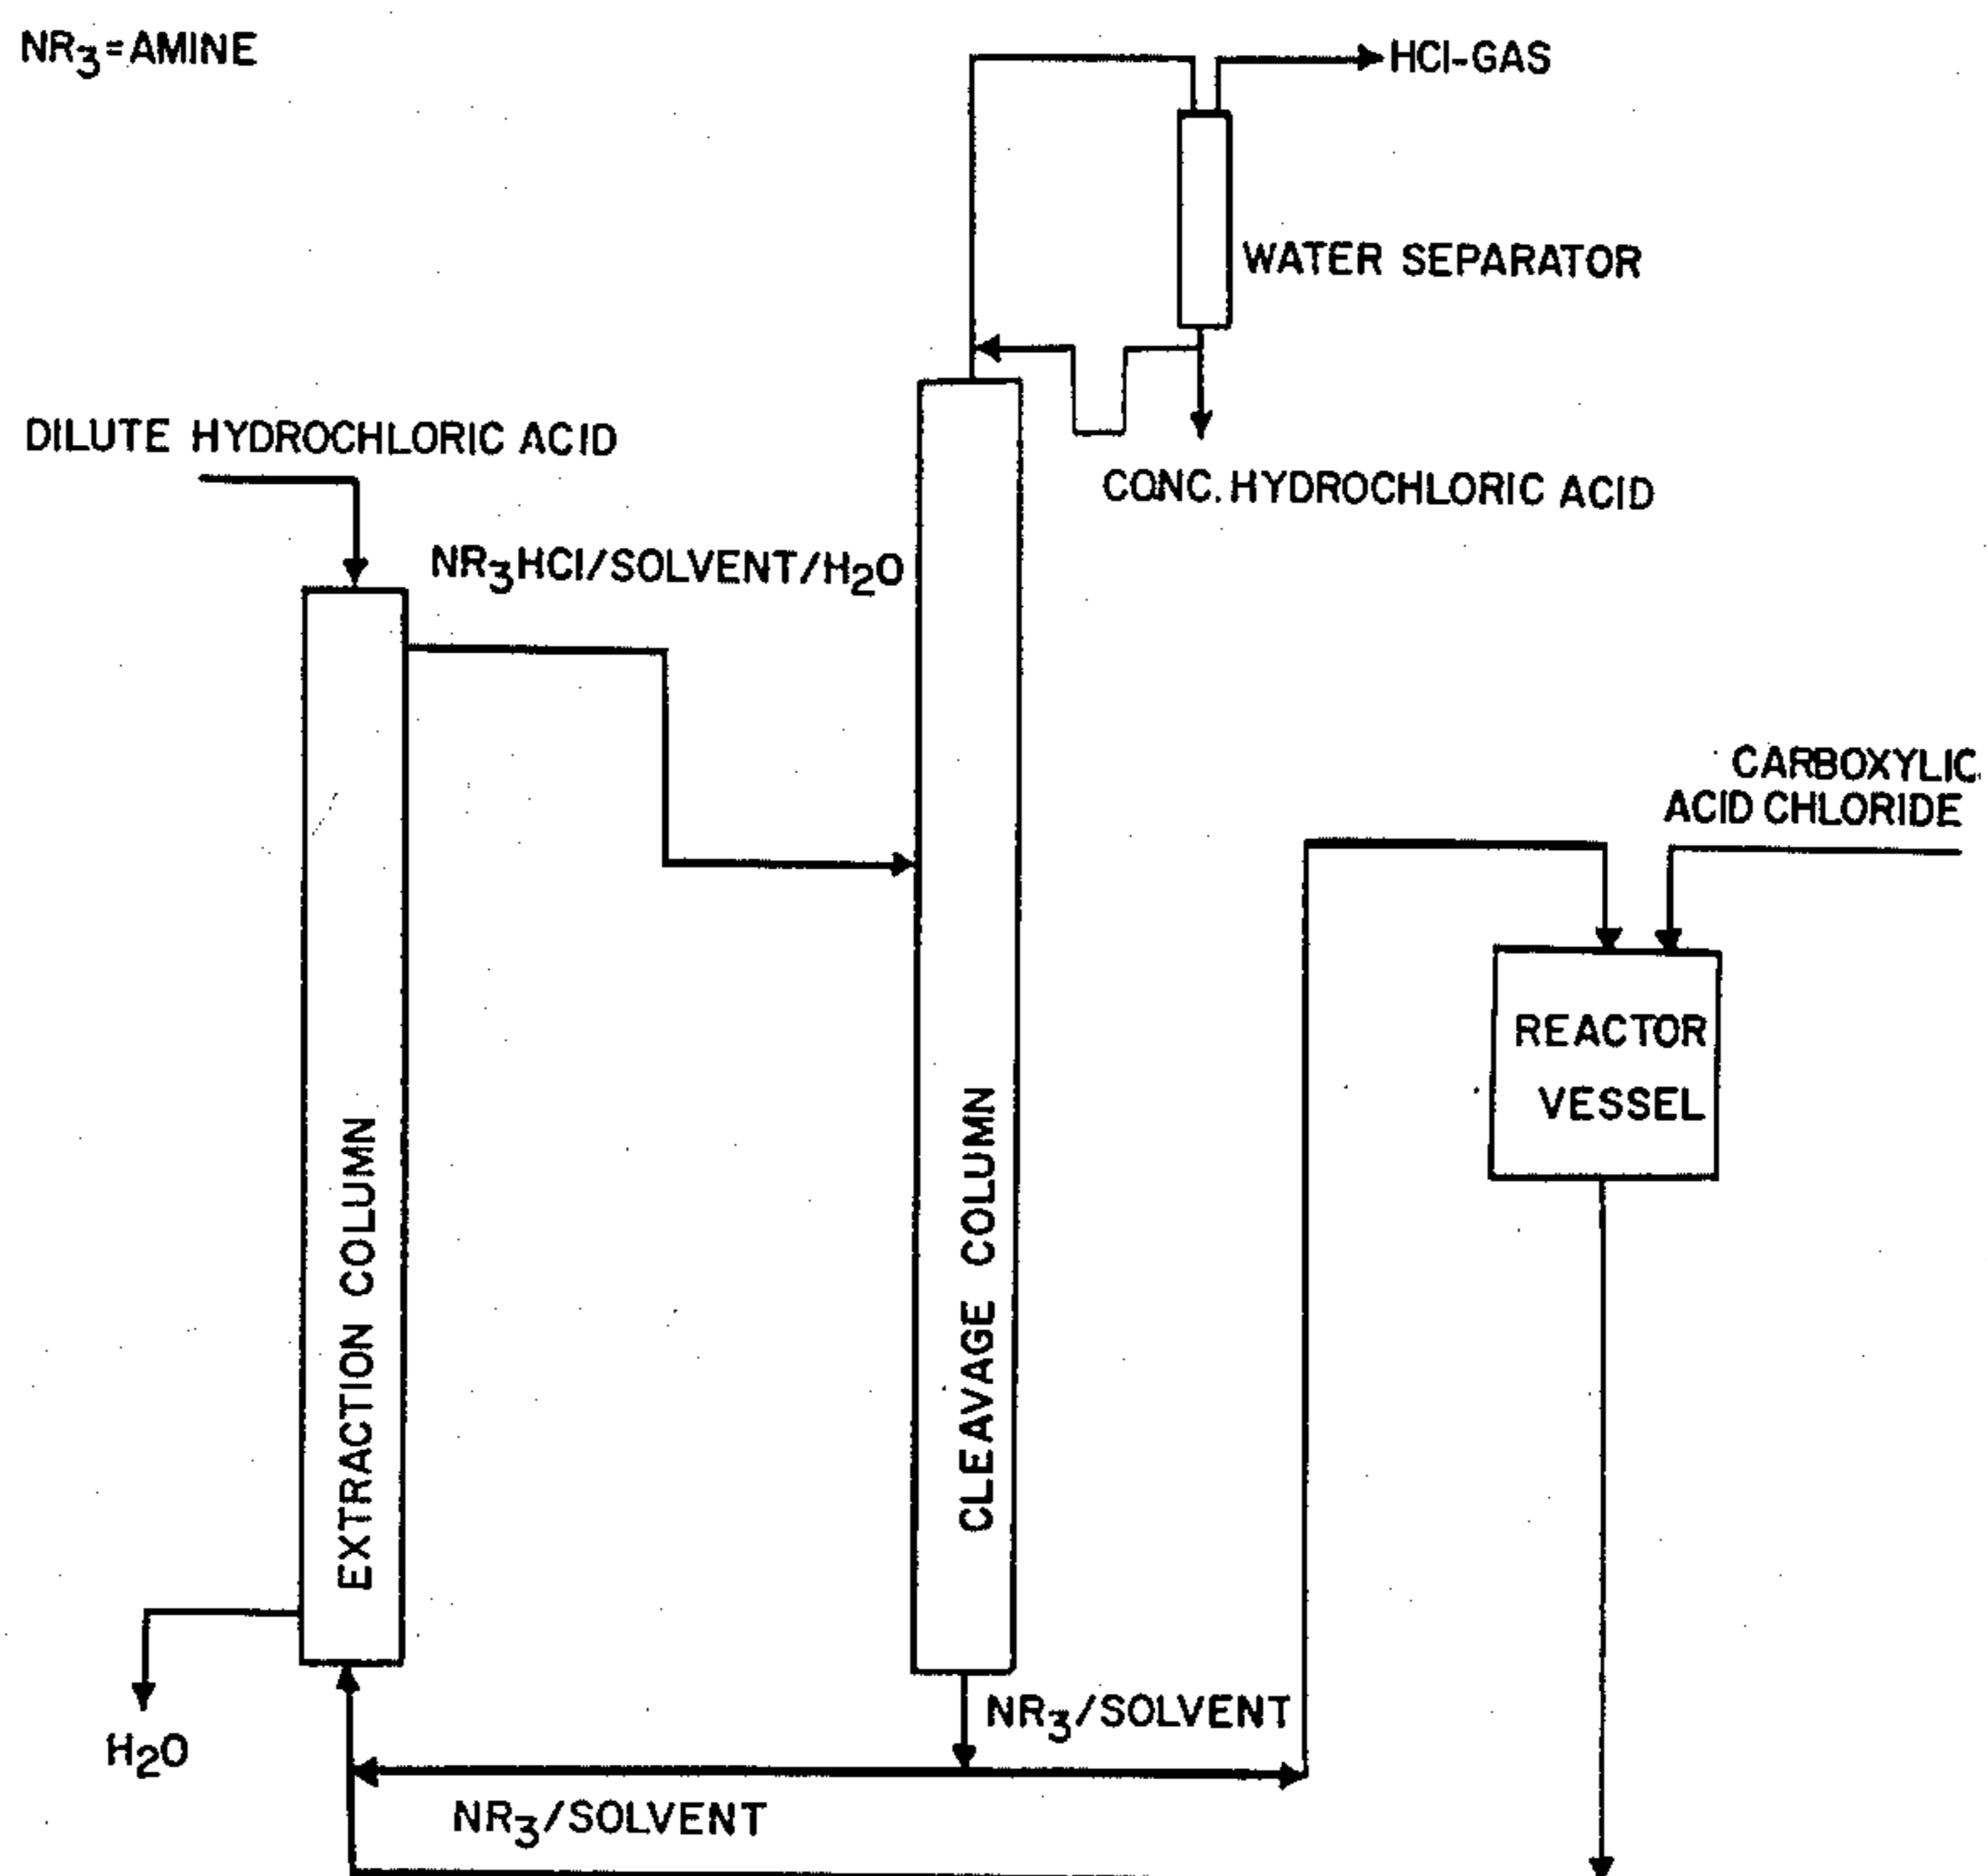 NR3=AMINE
HCl-GAS
WATER SEPARATOR
DILUTE HYDROCHLORIC ACID
CONC. HYDROCHLORIC ACID
NR3HCl/SOLVENT/H2O
CARBOXYLIC
ACID CHLORIDE
REACTOR
VESSEL
EXTRACTION COLUMN
CLEAVAGE COLUMN
NR3/SOLVENT
H2O
NR3/SOLVENT